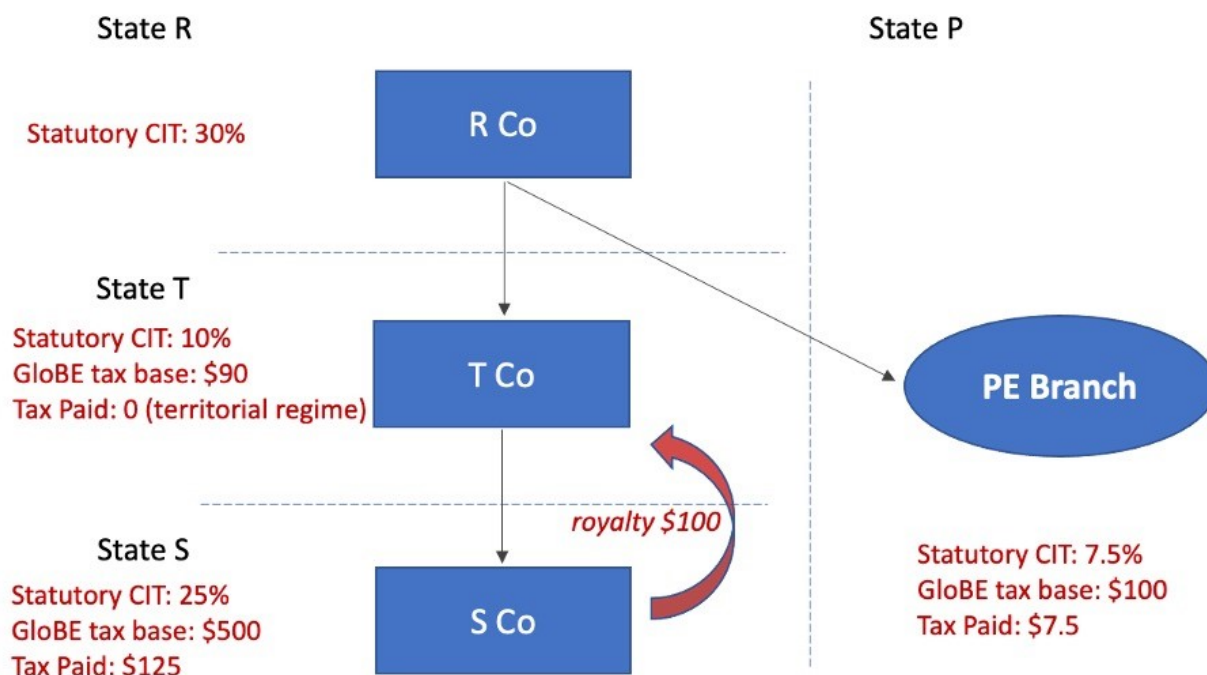 State R
State P
Statutory CIT: 30%
R Co
State T
Statutory CIT: 10%
GloBE tax base: $90
Tax Paid: 0 (territorial regime)
T Co
PE Branch
royalty $100
State S
Statutory CIT: 25%
GloBE tax base: $500
Tax Paid: $125
S Co
Statutory CIT: 7.5%
GloBE tax base: $100
Tax Paid: $7.5